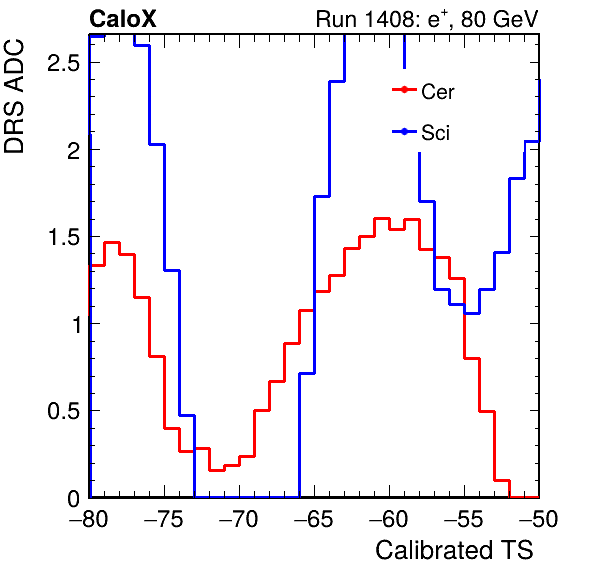 CaloX Run 1408: e⁺, 80 GeV
DRS ADC
2.5
2
1.5
1
0.5
0
Cer
Sci
−80 −75 −70 −65 −60 −55 −50
Calibrated TS